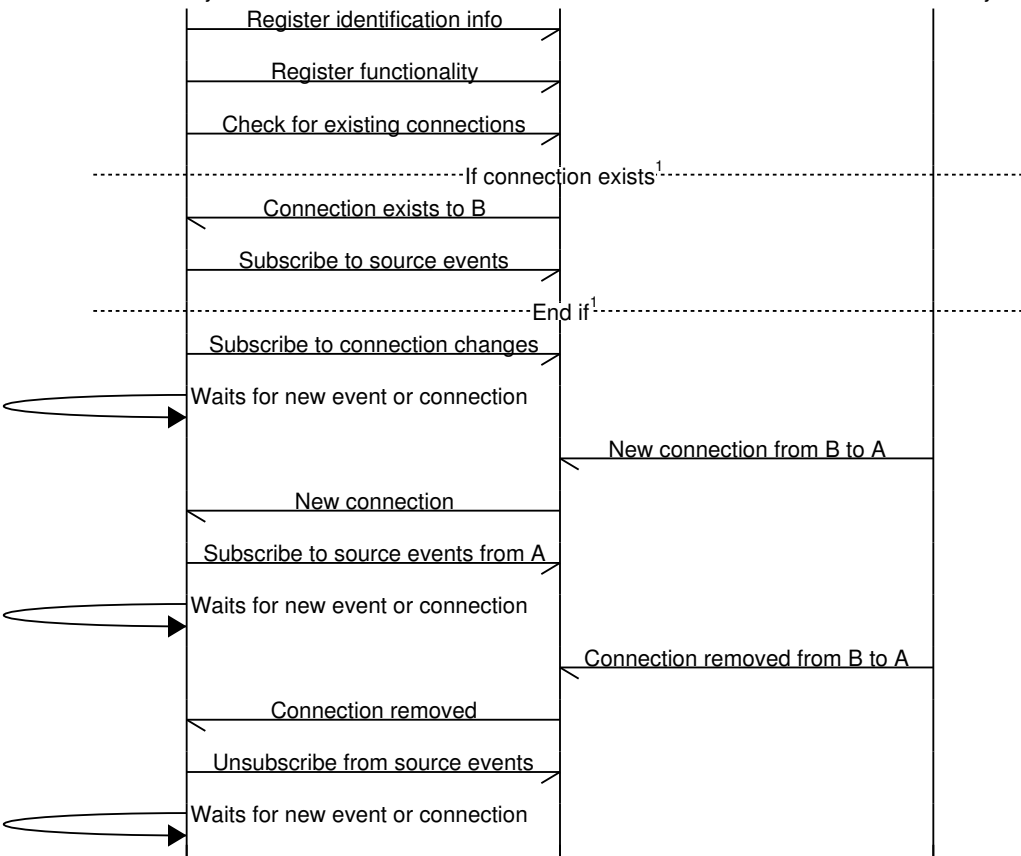 Register identification info
Register functionality
Check for existing connections
If connection exists1
Connection exists to B
Subscribe to source events
End if1
Subscribe to connection changes
Waits for new event or connection
New connection from B to A
New connection
Subscribe to source events from A
Waits for new event or connection
Connection removed from B to A
Connection removed
Unsubscribe from source events
Waits for new event or connection